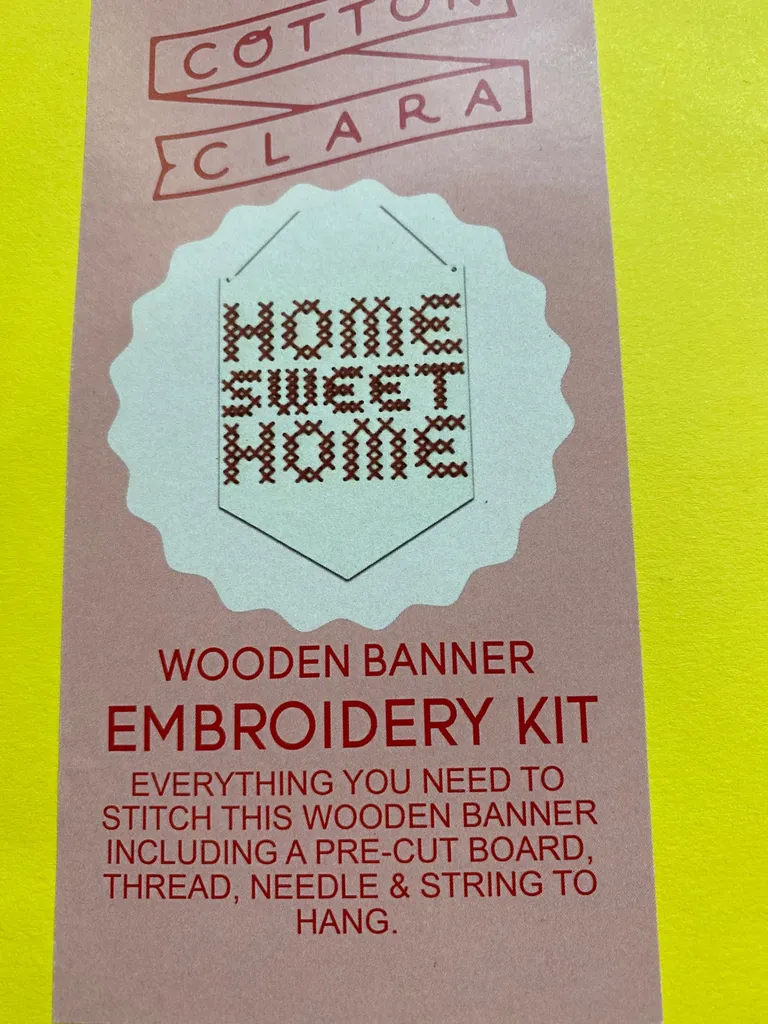 COTTON
CLARA
HOME
SWEET
HOME
WOODEN BANNER
EMBROIDERY KIT
EVERYTHING YOU NEED TO
STITCH THIS WOODEN BANNER
INCLUDING A PRE-CUT BOARD,
THREAD, NEEDLE & STRING TO
HANG.